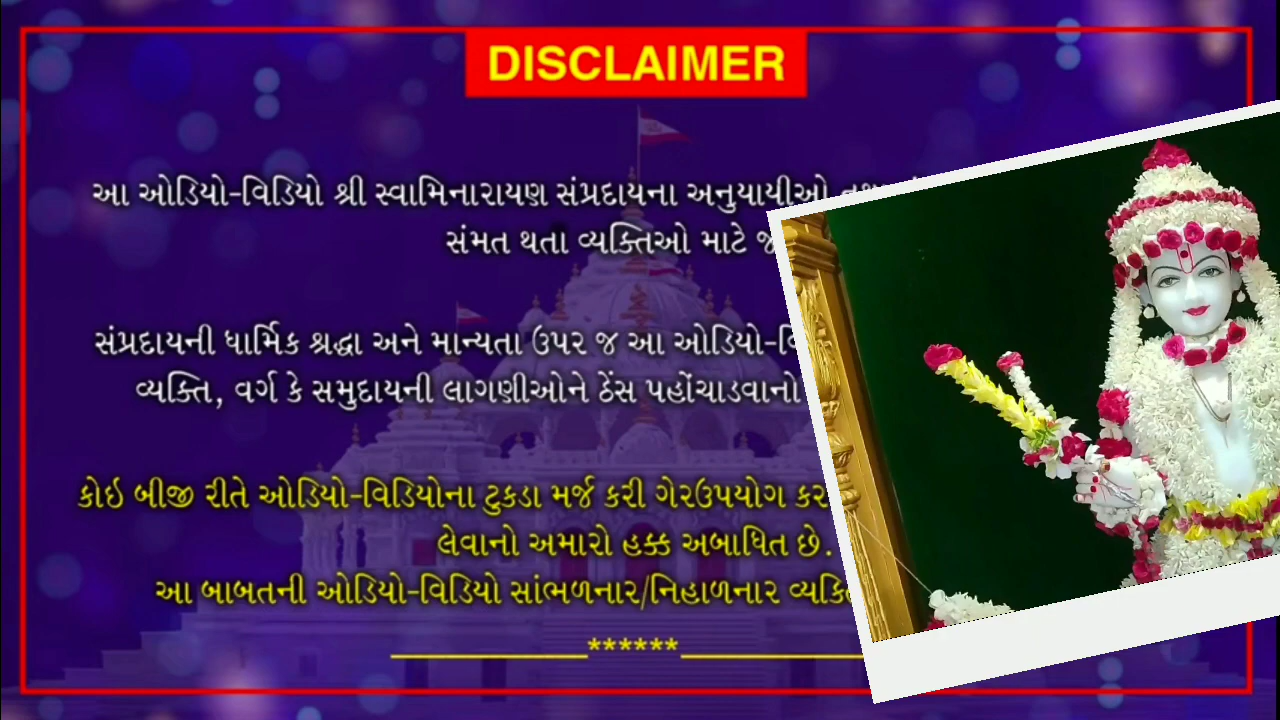 DISCLAIMER
આ ઓડિયો-વિડિયો શ્રી સ્વામિનારાયણ સંપ્રદાયના અનુયાયીઓ
સંમત થતા વ્યક્તિઓ માટે
સંપ્રદાયની ધાર્મિક શ્રદ્ધા અને માન્યતા ઉપર જ આ
વ્યક્તિ, વર્ગ કે સમુદાયની લાગણીઓને ઠેંસ પહોંચાડવાનો
કોઇ બીજી રીતે ઓડિયો-વિડિયોના ટુકડા મર્જ કરી ગેરઉપયોગ
લેવાનો અમારો હક્ક અબાધિત છે.
આ બાબતની ઓડિયો-વિડિયો સાંભળનાર/નિહાળનાર
******